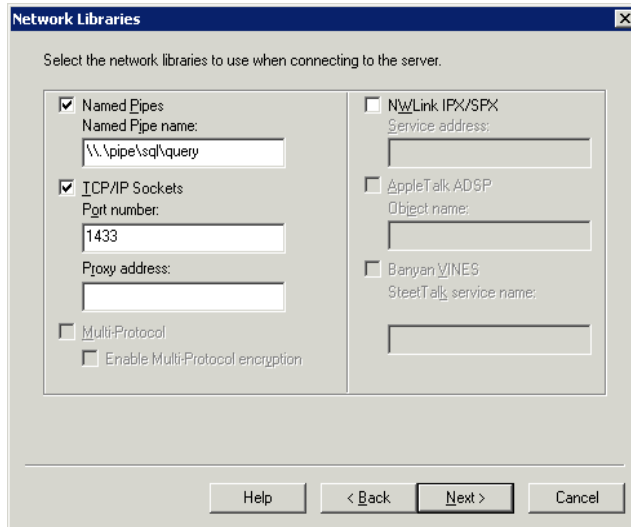 Network Libraries
Select the network libraries to use when connecting to the server.
Named Pipes
Named Pipe name:
\\.\pipe\sql\query
TCP/IP Sockets
Port number:
1433
Proxy address:
Multi-Protocol
Enable Multi-Protocol encryption
NWLink IPX/SPX
Service address:
AppleTalk ADSP
Object name:
Banyan VINES
SteetTalk service name:
Help
< Back
Next >
Cancel